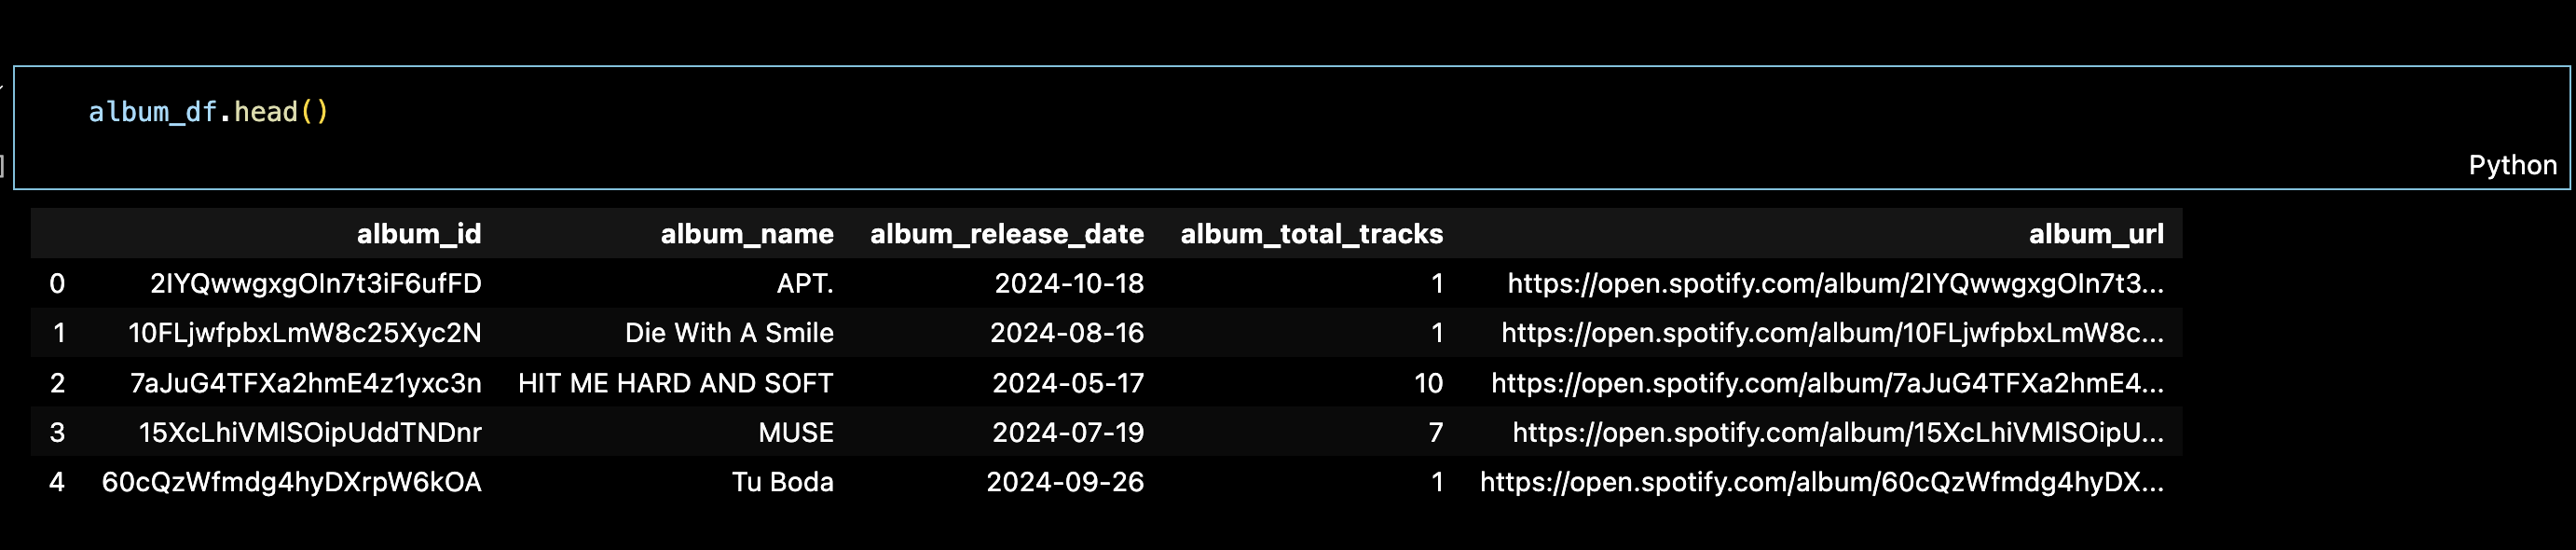 album_df.head()
Python
album_id album_name album_release_date album_total_tracks album_url
0 2IYQwwgxgOIn7t3iF6ufFD APT. 2024-10-18 1 https://open.spotify.com/album/2IYQwwgxgOIn7t3...
1 10FLjwfpbxLmW8c25Xyc2N Die With A Smile 2024-08-16 1 https://open.spotify.com/album/10FLjwfpbxLmW8c...
2 7aJuG4TFXa2hmE4z1yxc3n HIT ME HARD AND SOFT 2024-05-17 10 https://open.spotify.com/album/7aJuG4TFXa2hmE4...
3 15XcLhiVMlSOipUddTNDnr MUSE 2024-07-19 7 https://open.spotify.com/album/15XcLhiVMlSOipU...
4 60cQzWfmdg4hyDXrpW6kOA Tu Boda 2024-09-26 1 https://open.spotify.com/album/60cQzWfmdg4hyDX...